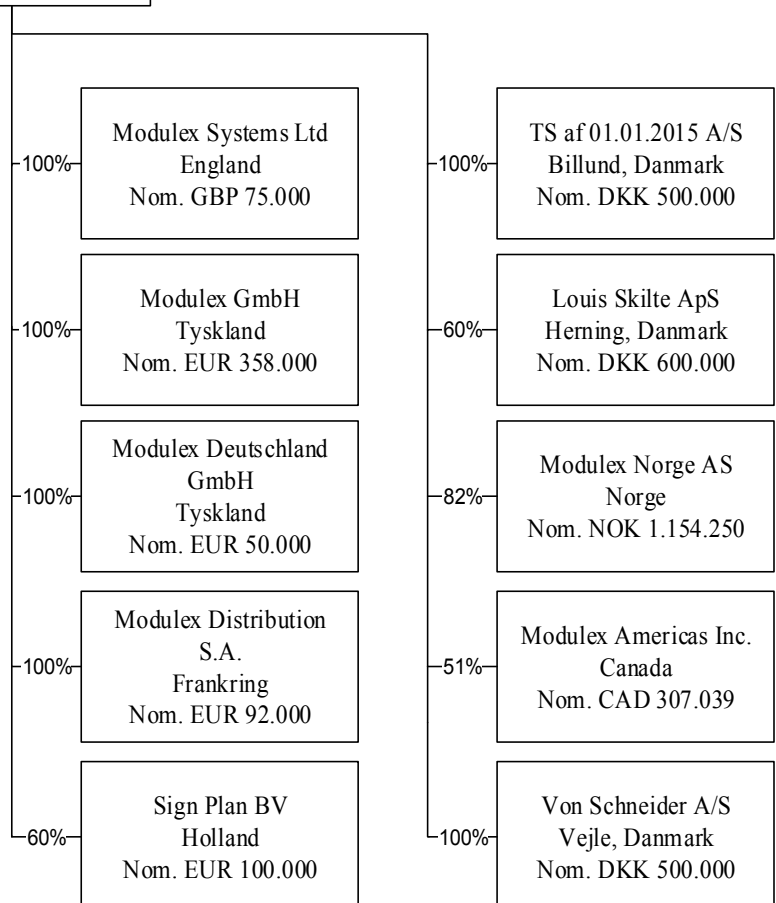 100%
Modulex Systems Ltd
England
Nom. GBP 75.000
100%
Modulex GmbH
Tyskland
Nom. EUR 358.000
100%
Modulex Deutschland
GmbH
Tyskland
Nom. EUR 50.000
100%
Modulex Distribution
S.A.
Frankring
Nom. EUR 92.000
60%
Sign Plan BV
Holland
Nom. EUR 100.000
100%
TS af 01.01.2015 A/S
Billund, Danmark
Nom. DKK 500.000
60%
Louis Skilte ApS
Herning, Danmark
Nom. DKK 600.000
82%
Modulex Norge AS
Norge
Nom. NOK 1.154.250
51%
Modulex Americas Inc.
Canada
Nom. CAD 307.039
100%
Von Schneider A/S
Vejle, Danmark
Nom. DKK 500.000